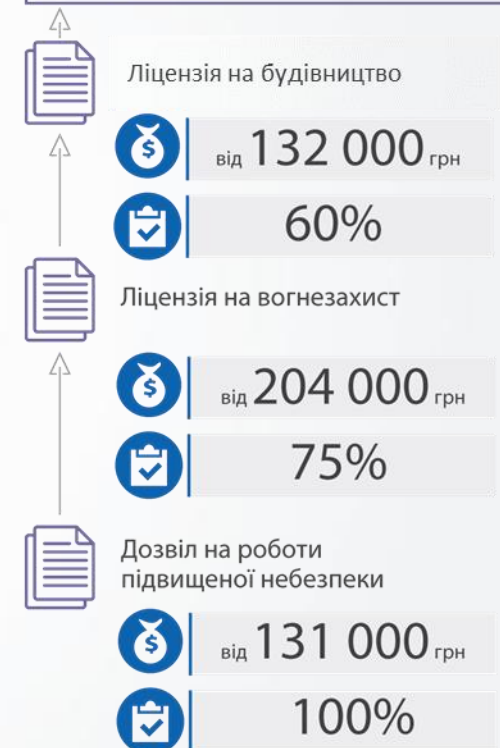 Ліцензія на будівництво
від 132 000 грн
60%
Ліцензія на вогнезахист
від 204 000 грн
75%
Дозвіл на роботи
підвищеної небезпеки
від 131 000 грн
100%